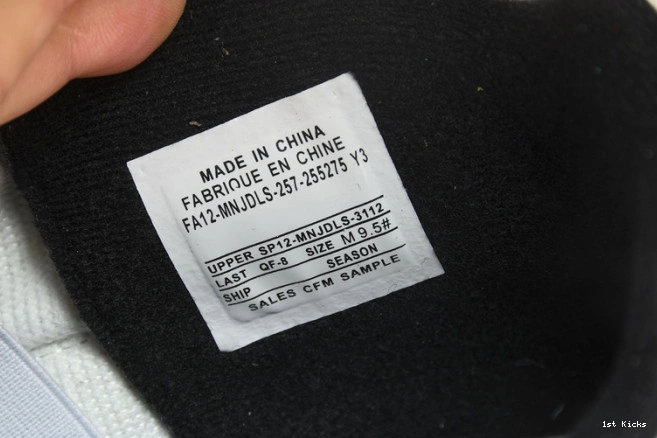 MADE IN CHINA
FABRIQUE EN CHINE
FA12-MNJDLS-257-255275 Y3
UPPER SP12-MNJDLS-3112
LAST QF-8 SIZE M 9.5#
SHIP SEASON
SALES CFM SAMPLE
1st Kicks